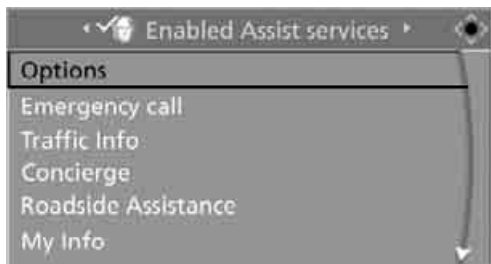 Enabled Assist services
Options
Emergency call
Traffic Info
Concierge
Roadside Assistance
My Info